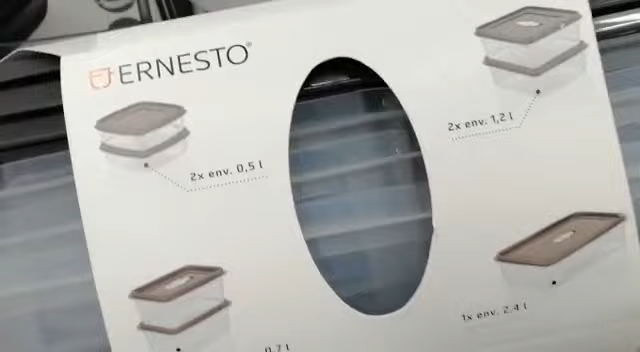 ERNESTO®
2x env. 1,2 l
2x env. 0,5 l
1x env. 2,4 l
0,7 l